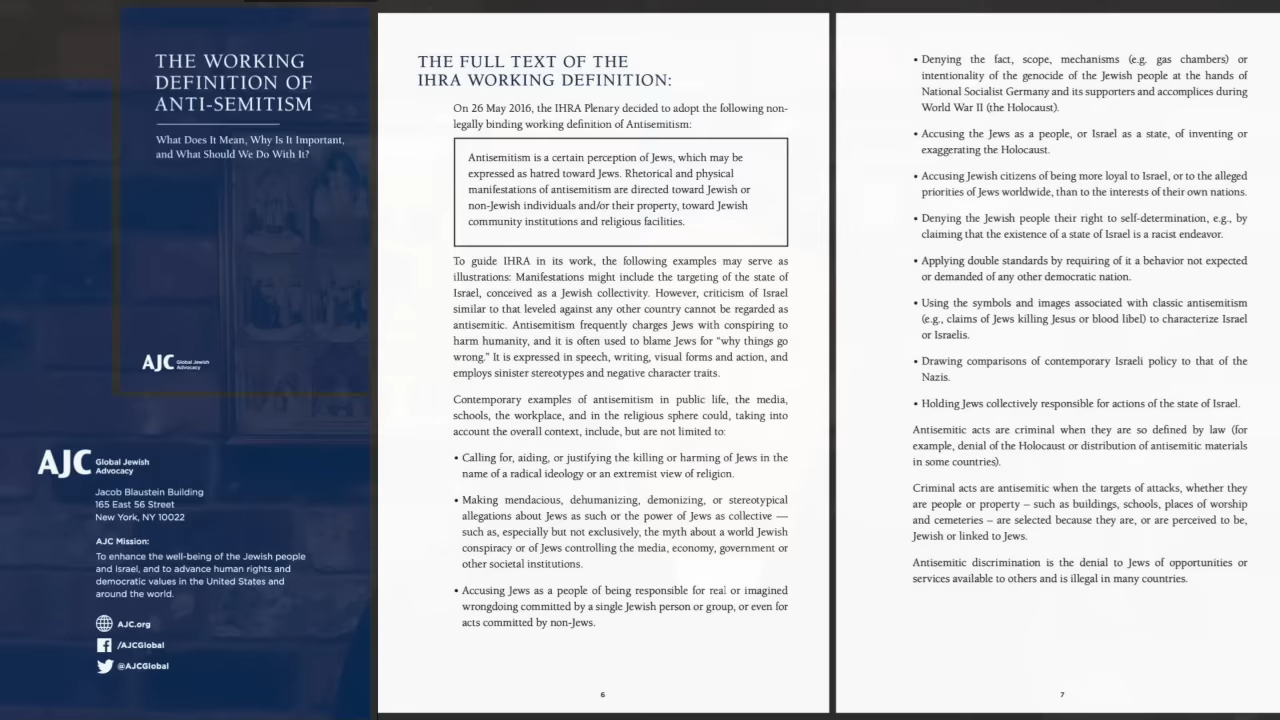 THE WORKING
DEFINITION OF
ANTI-SEMITISM
What Does It Mean, Why Is It Important,
and What Should We Do With It?
AJC Global Jewish
Advocacy
AJC Global Jewish
Advocacy
Jacob Blaustein Building
165 East 56 Street
New York, NY 10022
AJC Mission:
To enhance the well-being of the Jewish people
and Israel, and to advance human rights and
democratic values in the United States and
around the world.
AJC.org
/AJCGlobal
@AJCGlobal
THE FULL TEXT OF THE
IHRA WORKING DEFINITION:
On 26 May 2016, the IHRA Plenary decided to adopt the following non-
legally binding working definition of Antisemitism:
Antisemitism is a certain perception of Jews, which may be
expressed as hatred toward Jews. Rhetorical and physical
manifestations of antisemitism are directed toward Jewish or
non-Jewish individuals and/or their property, toward Jewish
community institutions and religious facilities.
To guide IHRA in its work, the following examples may serve as
illustrations: Manifestations might include the targeting of the state of
Israel, conceived as a Jewish collectivity. However, criticism of Israel
similar to that leveled against any other country cannot be regarded as
antisemitic. Antisemitism frequently charges Jews with conspiring to
harm humanity, and it is often used to blame Jews for “why things go
wrong.” It is expressed in speech, writing, visual forms and action, and
employs sinister stereotypes and negative character traits.
Contemporary examples of antisemitism in public life, the media,
schools, the workplace, and in the religious sphere could, taking into
account the overall context, include, but are not limited to:
• Calling for, aiding, or justifying the killing or harming of Jews in the
name of a radical ideology or an extremist view of religion.
• Making mendacious, dehumanizing, demonizing, or stereotypical
allegations about Jews as such or the power of Jews as collective —
such as, especially but not exclusively, the myth about a world Jewish
conspiracy or of Jews controlling the media, economy, government or
other societal institutions.
• Accusing Jews as a people of being responsible for real or imagined
wrongdoing committed by a single Jewish person or group, or even for
acts committed by non-Jews.
6
• Denying the fact, scope, mechanisms (e.g. gas chambers) or
intentionality of the genocide of the Jewish people at the hands of
National Socialist Germany and its supporters and accomplices during
World War II (the Holocaust).
• Accusing the Jews as a people, or Israel as a state, of inventing or
exaggerating the Holocaust.
• Accusing Jewish citizens of being more loyal to Israel, or to the alleged
priorities of Jews worldwide, than to the interests of their own nations.
• Denying the Jewish people their right to self-determination, e.g., by
claiming that the existence of a state of Israel is a racist endeavor.
• Applying double standards by requiring of it a behavior not expected
or demanded of any other democratic nation.
• Using the symbols and images associated with classic antisemitism
(e.g., claims of Jews killing Jesus or blood libel) to characterize Israel
or Israelis.
• Drawing comparisons of contemporary Israeli policy to that of the
Nazis.
• Holding Jews collectively responsible for actions of the state of Israel.
Antisemitic acts are criminal when they are so defined by law (for
example, denial of the Holocaust or distribution of antisemitic materials
in some countries).
Criminal acts are antisemitic when the targets of attacks, whether they
are people or property – such as buildings, schools, places of worship
and cemeteries – are selected because they are, or are perceived to be,
Jewish or linked to Jews.
Antisemitic discrimination is the denial to Jews of opportunities or
services available to others and is illegal in many countries.
7